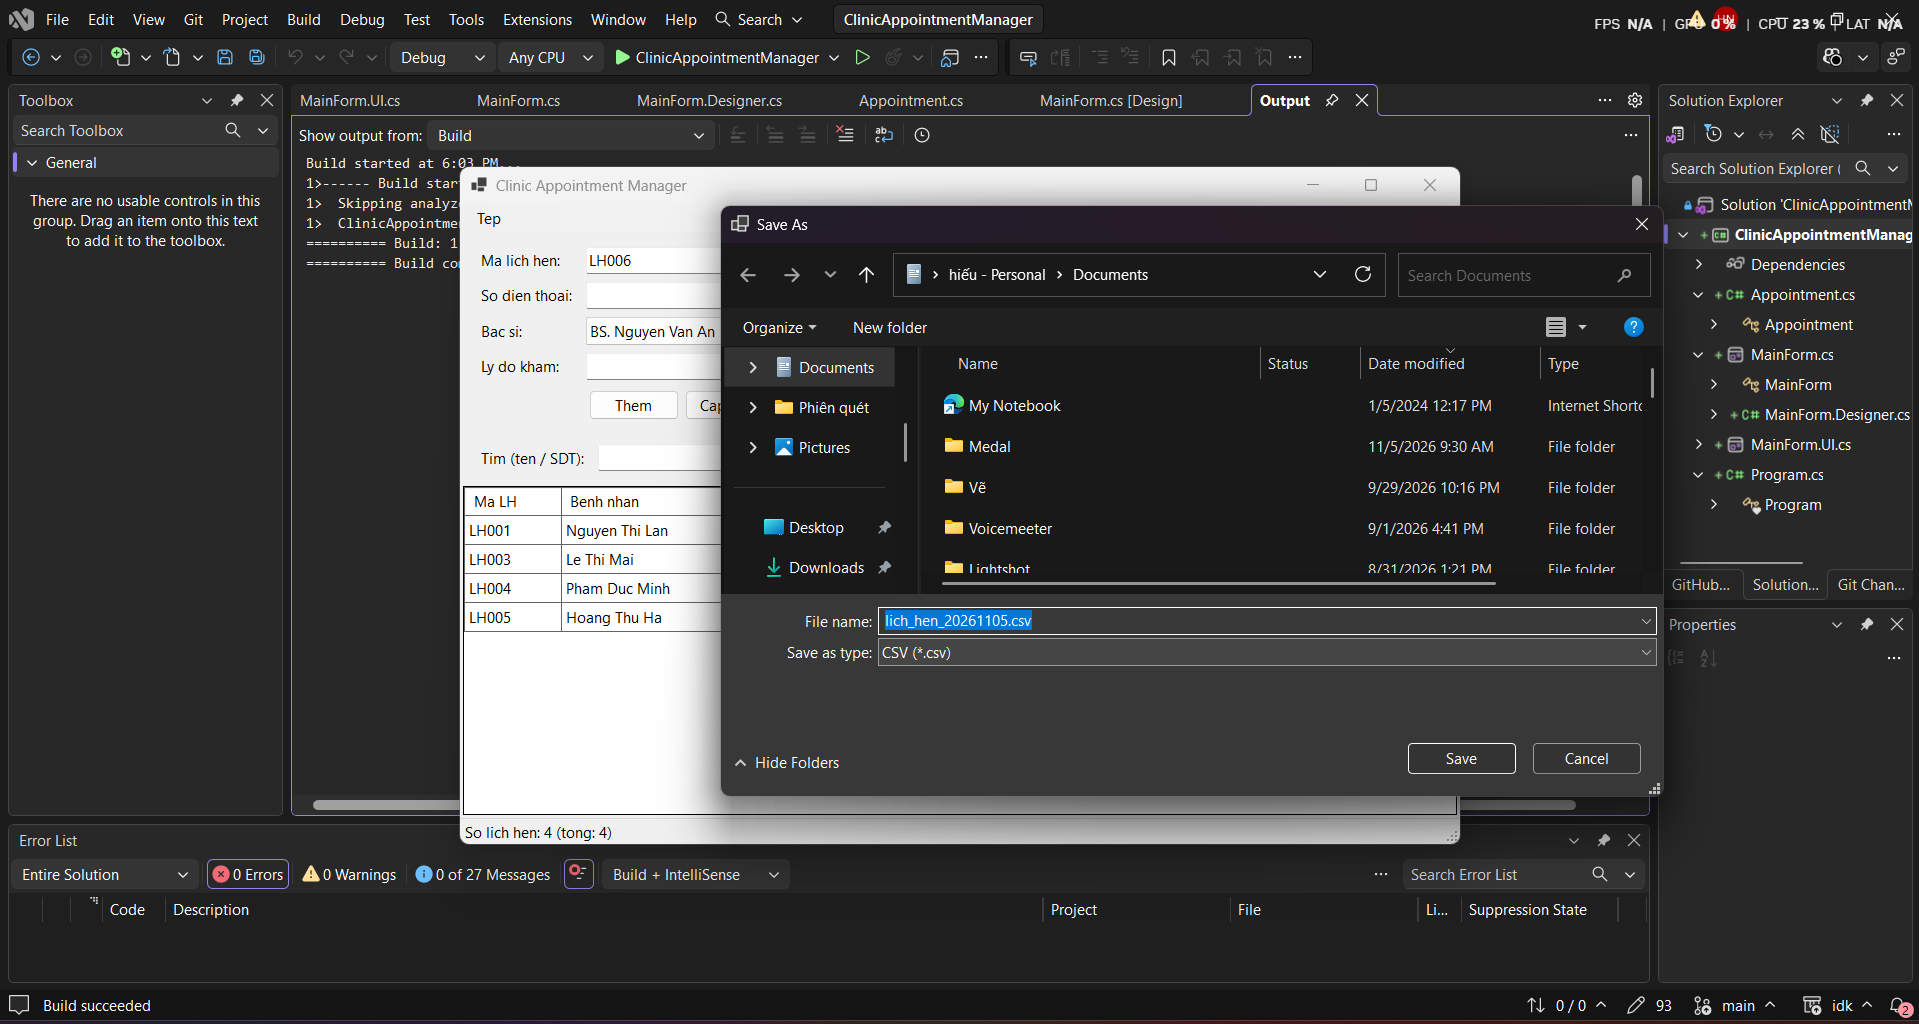 File Edit View Git Project Build Debug Test Tools Extensions Window Help Search ClinicAppointmentManager
FPS N/A | 0% | CPU 23 % LAT N/A
Debug Any CPU ClinicAppointmentManager
Toolbox
Search Toolbox
General
There are no usable controls in this
group. Drag an item onto this text
to add it to the toolbox.
MainForm.UI.cs MainForm.cs MainForm.Designer.cs Appointment.cs MainForm.cs [Design] Output
Show output from: Build
Build started at 6:03 PM...
1>------ Build star
1> Skipping analyz
1> ClinicAppointme
========== Build: 1
========== Build co
Clinic Appointment Manager
Tep
Ma lich hen: LH006
So dien thoai:
Bac si: BS. Nguyen Van An
Ly do kham:
Them Cap
Tim (ten / SDT):
Ma LH Benh nhan
LH001 Nguyen Thi Lan
LH003 Le Thi Mai
LH004 Pham Duc Minh
LH005 Hoang Thu Ha
So lich hen: 4 (tong: 4)
Save As
hiếu - Personal > Documents
Search Documents
Organize New folder
Documents
Phiên quét
Pictures
Desktop
Downloads
Name Status Date modified Type
My Notebook 1/5/2024 12:17 PM Internet Shortc
Medal 11/5/2026 9:30 AM File folder
Vẽ 9/29/2026 10:16 PM File folder
Voicemeeter 9/1/2026 4:41 PM File folder
Lightshot 8/31/2026 1:21 PM File folder
File name: lich_hen_20261105.csv
Save as type: CSV (*.csv)
Hide Folders
Save Cancel
Solution Explorer
Search Solution Explorer (
Solution 'ClinicAppointmentM
ClinicAppointmentManag
Dependencies
C# Appointment.cs
Appointment
MainForm.cs
MainForm
C# MainForm.Designer.cs
MainForm.UI.cs
C# Program.cs
Program
GitHub... Solution... Git Chan...
Properties
Error List
Entire Solution 0 Errors 0 Warnings 0 of 27 Messages Build + IntelliSense Search Error List
Code Description Project File Li... Suppression State
Build succeeded
0 / 0 93 main idk 2